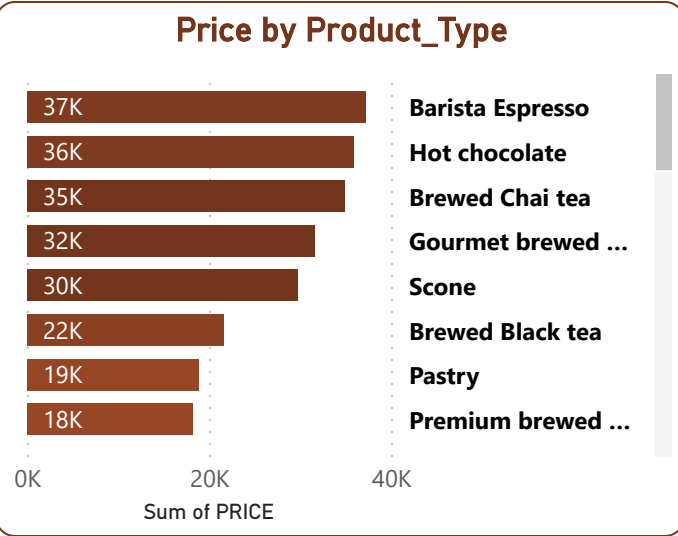 Price by Product_Type
37K Barista Espresso
36K Hot chocolate
35K Brewed Chai tea
32K Gourmet brewed ...
30K Scone
22K Brewed Black tea
19K Pastry
18K Premium brewed ...
0K 20K 40K
Sum of PRICE